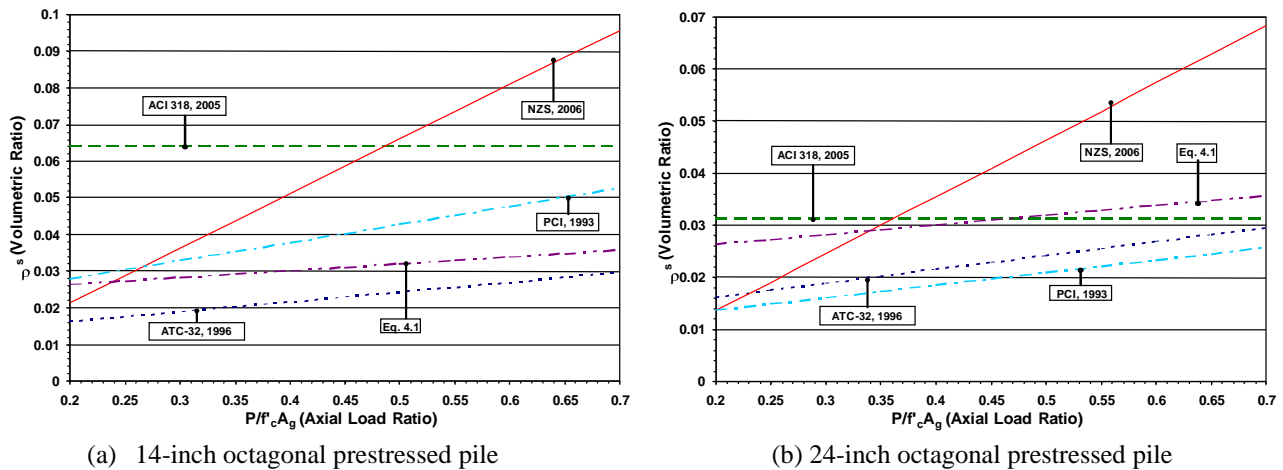 0.1
0.09
0.08
0.07
0.06
0.05
0.04
0.03
0.02
0.01
0
ρs (Volumetric Ratio)
ACI 318, 2005
NZS, 2006
PCI, 1993
ATC-32, 1996
Eq. 4.1
0.2 0.25 0.3 0.35 0.4 0.45 0.5 0.55 0.6 0.65 0.7
P/f'cAg (Axial Load Ratio)
(a) 14-inch octagonal prestressed pile
0.07
0.06
0.05
0.04
0.03
0.02
0.01
0
ρs (Volumetric Ratio)
NZS, 2006
Eq. 4.1
ACI 318, 2005
PCI, 1993
ATC-32, 1996
0.2 0.25 0.3 0.35 0.4 0.45 0.5 0.55 0.6 0.65 0.7
P/f'cAg (Axial Load Ratio)
(b) 24-inch octagonal prestressed pile